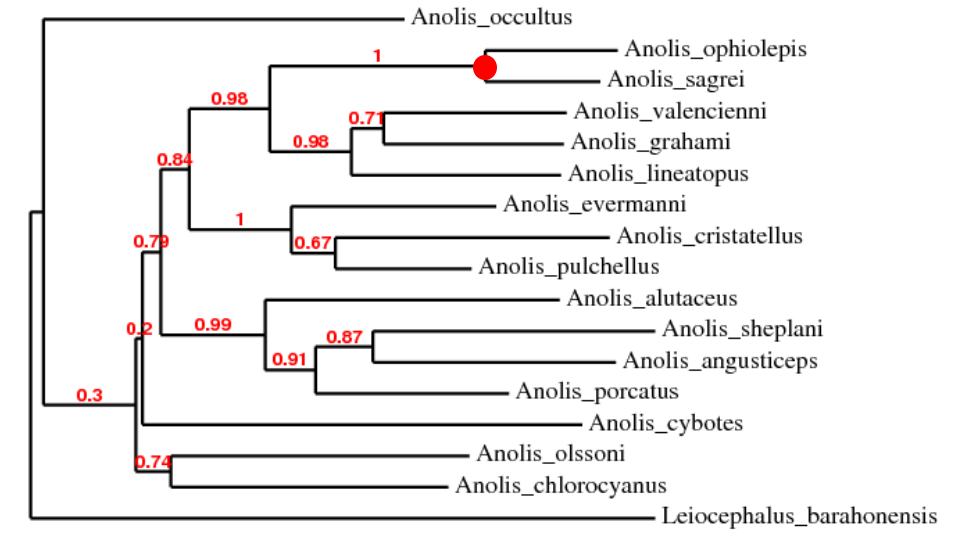 Anolis_occultus
Anolis_ophiolepis
1
Anolis_sagrei
0.98
Anolis_valencienni
0.71
Anolis_grahami
0.98
0.84
Anolis_lineatopus
Anolis_evermanni
1
Anolis_cristatellus
0.79
0.67
Anolis_pulchellus
Anolis_alutaceus
0.2
0.99
Anolis_sheplani
0.87
0.91
Anolis_angusticeps
Anolis_porcatus
0.3
Anolis_cybotes
Anolis_olssoni
0.74
Anolis_chlorocyanus
Leiocephalus_barahonensis